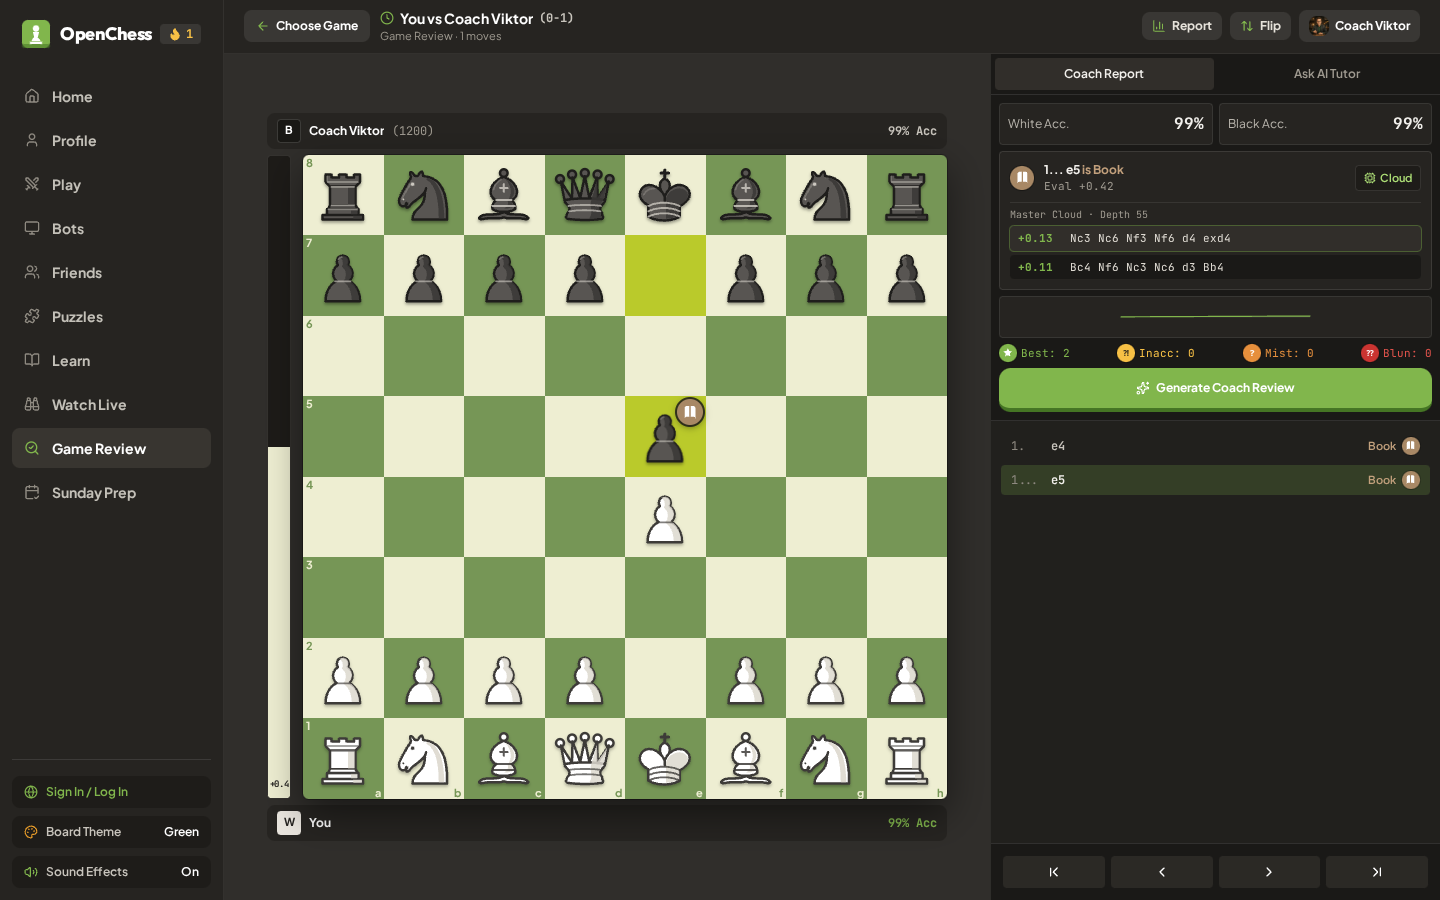 OpenChess 1
Home
Profile
Play
Bots
Friends
Puzzles
Learn
Watch Live
Game Review
Sunday Prep
Sign In / Log In
Board Theme Green
Sound Effects On
Choose Game
You vs Coach Viktor (0-1)
Game Review · 1 moves
Report
Flip
Coach Viktor
B Coach Viktor (1200) 99% Acc
8
7
6
5
4
3
2
1
a b c d e f g h
+0.4
W You 99% Acc
Coach Report
Ask AI Tutor
White Acc. 99%
Black Acc. 99%
1... e5 is Book
Eval +0.42
Cloud
Master Cloud · Depth 55
+0.13 Nc3 Nc6 Nf3 Nf6 d4 exd4
+0.11 Bc4 Nf6 Nc3 Nc6 d3 Bb4
Best: 2
?! Inacc: 0
? Mist: 0
?? Blun: 0
Generate Coach Review
1. e4 Book
1... e5 Book